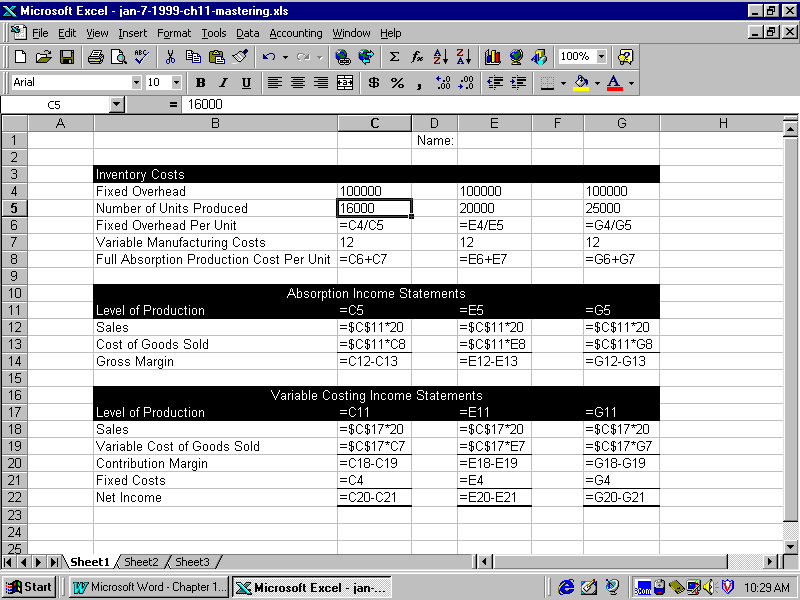 Microsoft Excel - jan-7-1999-ch11-mastering.xls
File Edit View Insert Format Tools Data Accounting Window Help
100%
Arial 10 B I U $ % ,
C5 = 16000
A B C D E F G H
1 Name:
2
3 Inventory Costs
4 Fixed Overhead 100000 100000 100000
5 Number of Units Produced 16000 20000 25000
6 Fixed Overhead Per Unit =C4/C5 =E4/E5 =G4/G5
7 Variable Manufacturing Costs 12 12 12
8 Full Absorption Production Cost Per Unit =C6+C7 =E6+E7 =G6+G7
9
10 Absorption Income Statements
11 Level of Production =C5 =E5 =G5
12 Sales =$C$11*20 =$C$11*20 =$C$11*20
13 Cost of Goods Sold =$C$11*C8 =$C$11*E8 =$C$11*G8
14 Gross Margin =C12-C13 =E12-E13 =G12-G13
15
16 Variable Costing Income Statements
17 Level of Production =C11 =E11 =G11
18 Sales =$C$17*20 =$C$17*20 =$C$17*20
19 Variable Cost of Goods Sold =$C$17*C7 =$C$17*E7 =$C$17*G7
20 Contribution Margin =C18-C19 =E18-E19 =G18-G19
21 Fixed Costs =C4 =E4 =G4
22 Net Income =C20-C21 =E20-E21 =G20-G21
23
24
25
Sheet1 Sheet2 Sheet3
Start Microsoft Word - Chapter 1... Microsoft Excel - jan-... 3com 10:29 AM